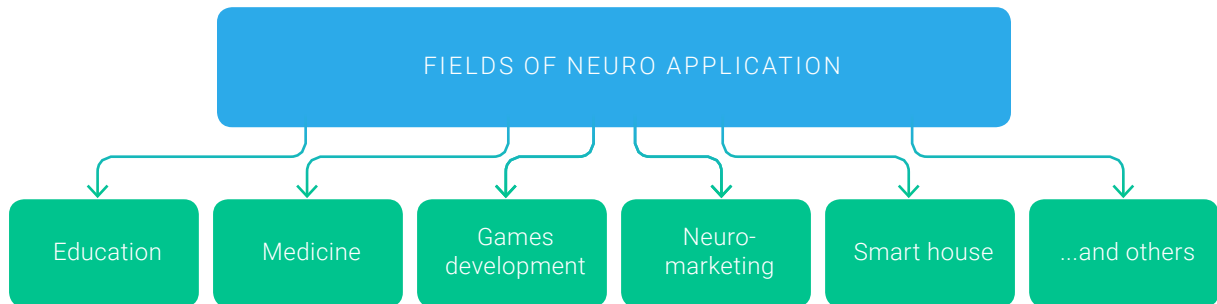 FIELDS OF NEURO APPLICATION
Education
Medicine
Games
development
Neuro-
marketing
Smart house
...and others